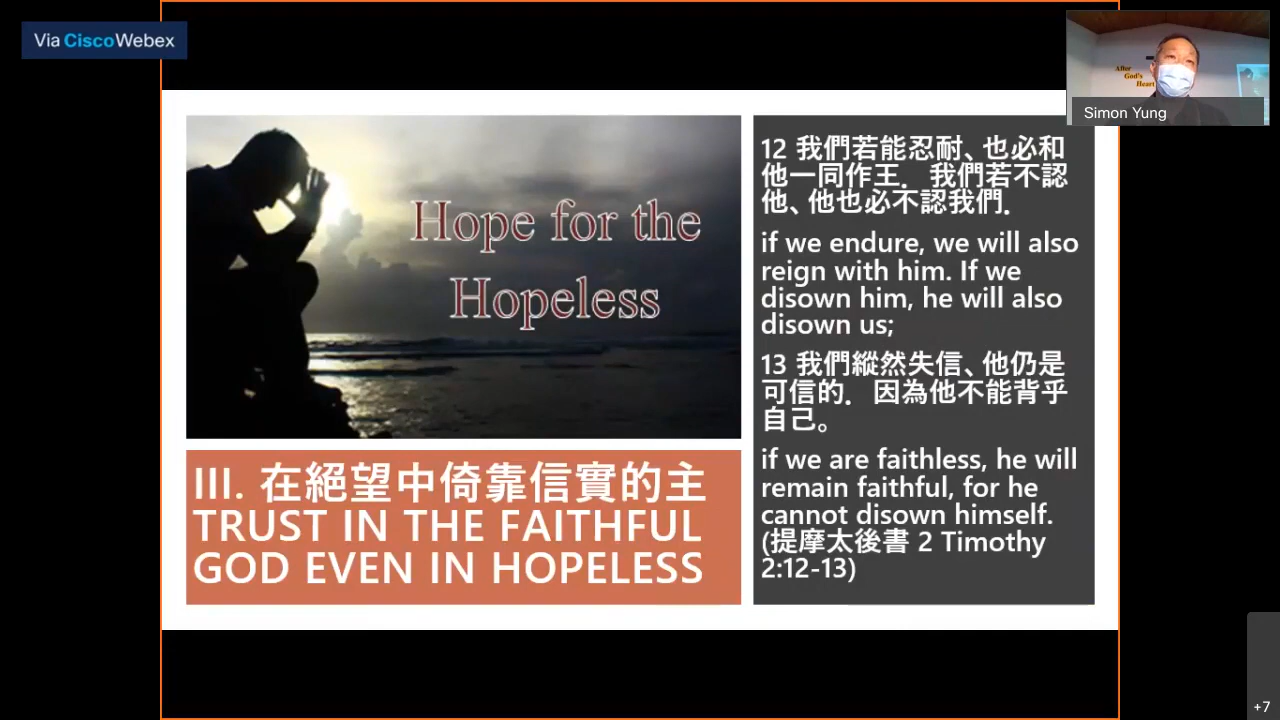 Via CiscoWebex
After
God's
Heart
Simon Yung
Hope for the
Hopeless
III. 在絕望中倚靠信實的主
TRUST IN THE FAITHFUL
GOD EVEN IN HOPELESS
12 我們若能忍耐、也必和
他一同作王．我們若不認
他、他也必不認我們．
if we endure, we will also
reign with him. If we
disown him, he will also
disown us;
13 我們縱然失信、他仍是
可信的．因為他不能背乎
自己。
if we are faithless, he will
remain faithful, for he
cannot disown himself.
(提摩太後書 2 Timothy
2:12-13)
+7